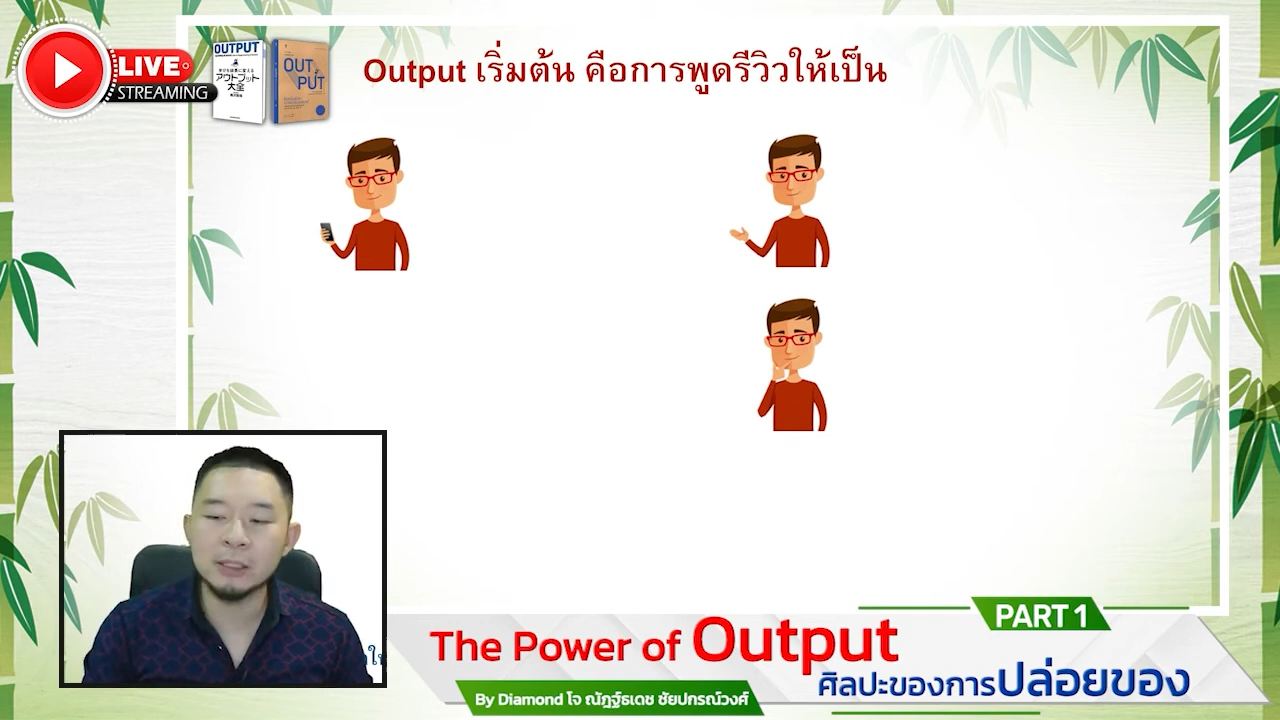 LIVE
STREAMING
OUTPUT
アウトプット
大全
OUT
PUT
Output เริ่มต้น คือการพูดรีวิวให้เป็น
PART 1
The Power of Output
ศิลปะของการปล่อยของ
By Diamond โจ ณัฏฐ์ธเดช ชัยปกรณ์วงศ์